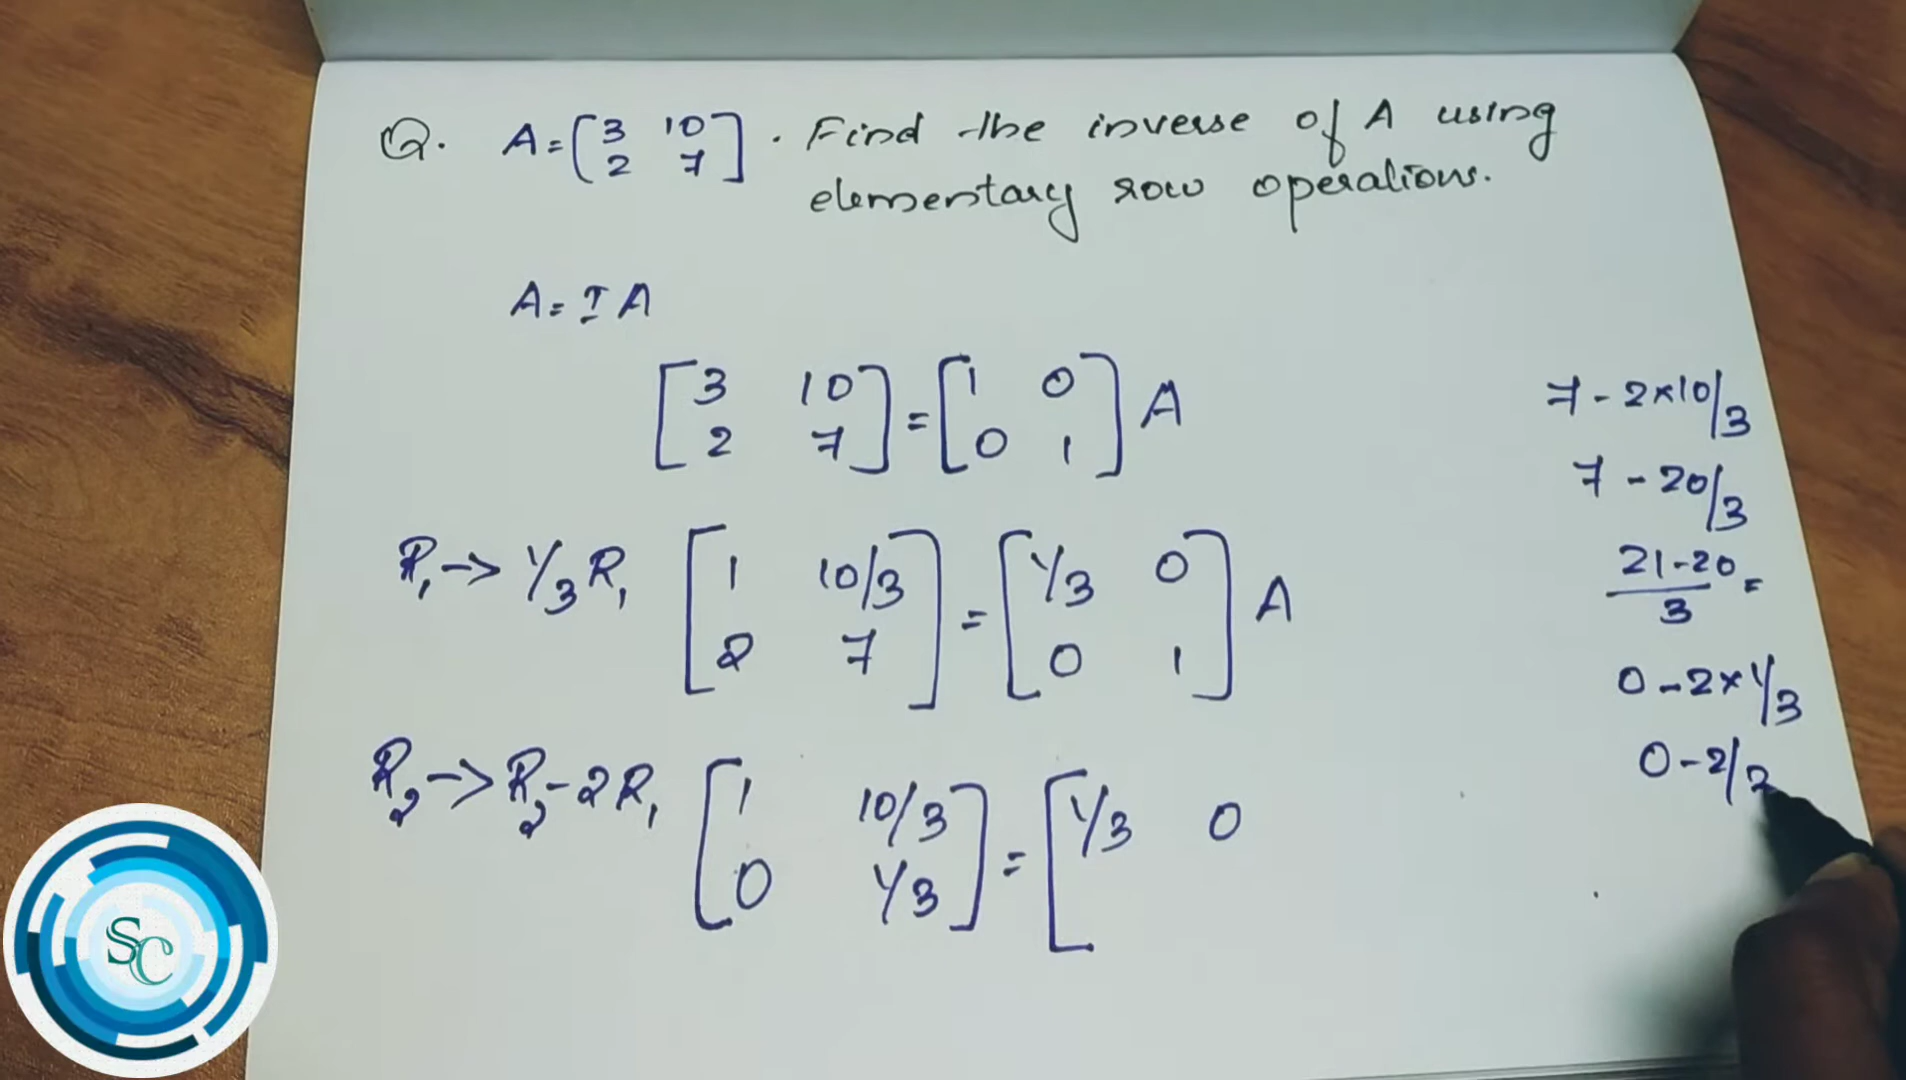 Q. A = [3 10] . Find the inverse of A using
[2 7] elementary row operations.
A = I A
[3 10] = [1 0] A
[2 7] [0 1]
R₁ → 1/3 R₁ [1 10/3] = [1/3 0] A
[2 7] [0 1]
R₂ → R₂ - 2R₁ [1 10/3] = [1/3 0
[0 1/3] [
7 - 2×10/3
7 - 20/3
21-20/3 =
0 - 2×1/3
0 - 2/3
SC